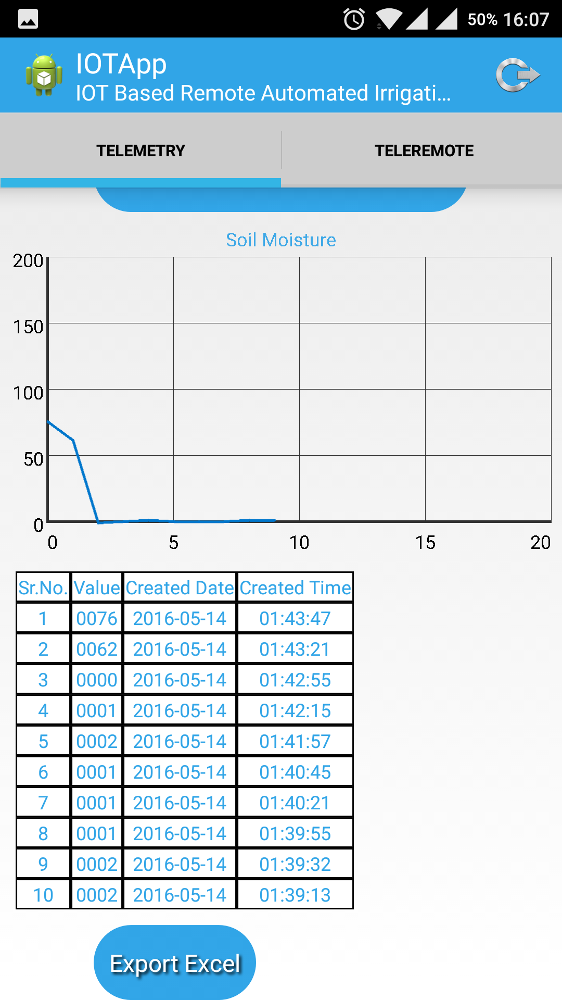 50% 16:07
IOTApp
IOT Based Remote Automated Irrigati...
TELEMETRY TELEREMOTE
Soil Moisture
200
150
100
50
0
0 5 10 15 20
Sr.No. Value Created Date Created Time
1 0076 2016-05-14 01:43:47
2 0062 2016-05-14 01:43:21
3 0000 2016-05-14 01:42:55
4 0001 2016-05-14 01:42:15
5 0002 2016-05-14 01:41:57
6 0001 2016-05-14 01:40:45
7 0001 2016-05-14 01:40:21
8 0001 2016-05-14 01:39:55
9 0002 2016-05-14 01:39:32
10 0002 2016-05-14 01:39:13
Export Excel